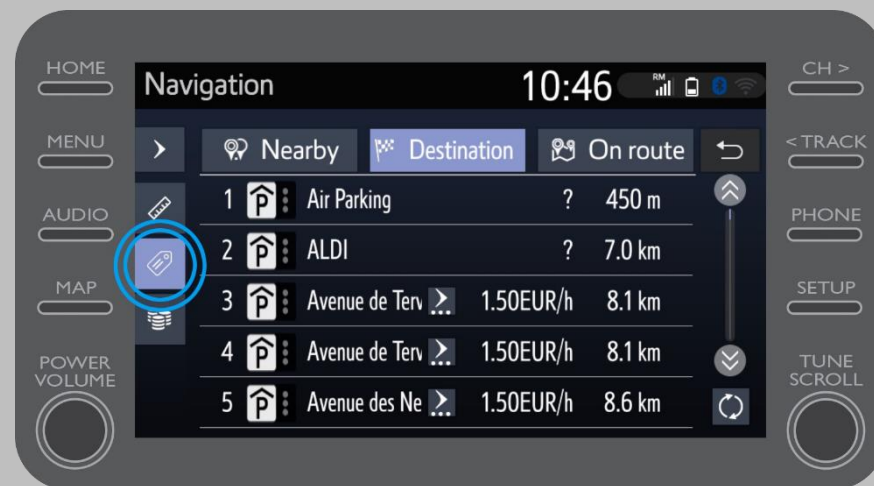 HOME
CH >
Navigation 10:46 RM
MENU
< TRACK
Nearby Destination On route
1 P Air Parking ? 450 m
AUDIO
PHONE
2 P ALDI ? 7.0 km
MAP
SETUP
3 P Avenue de Terv 1.50EUR/h 8.1 km
4 P Avenue de Terv 1.50EUR/h 8.1 km
POWER
VOLUME
TUNE
SCROLL
5 P Avenue des Ne 1.50EUR/h 8.6 km